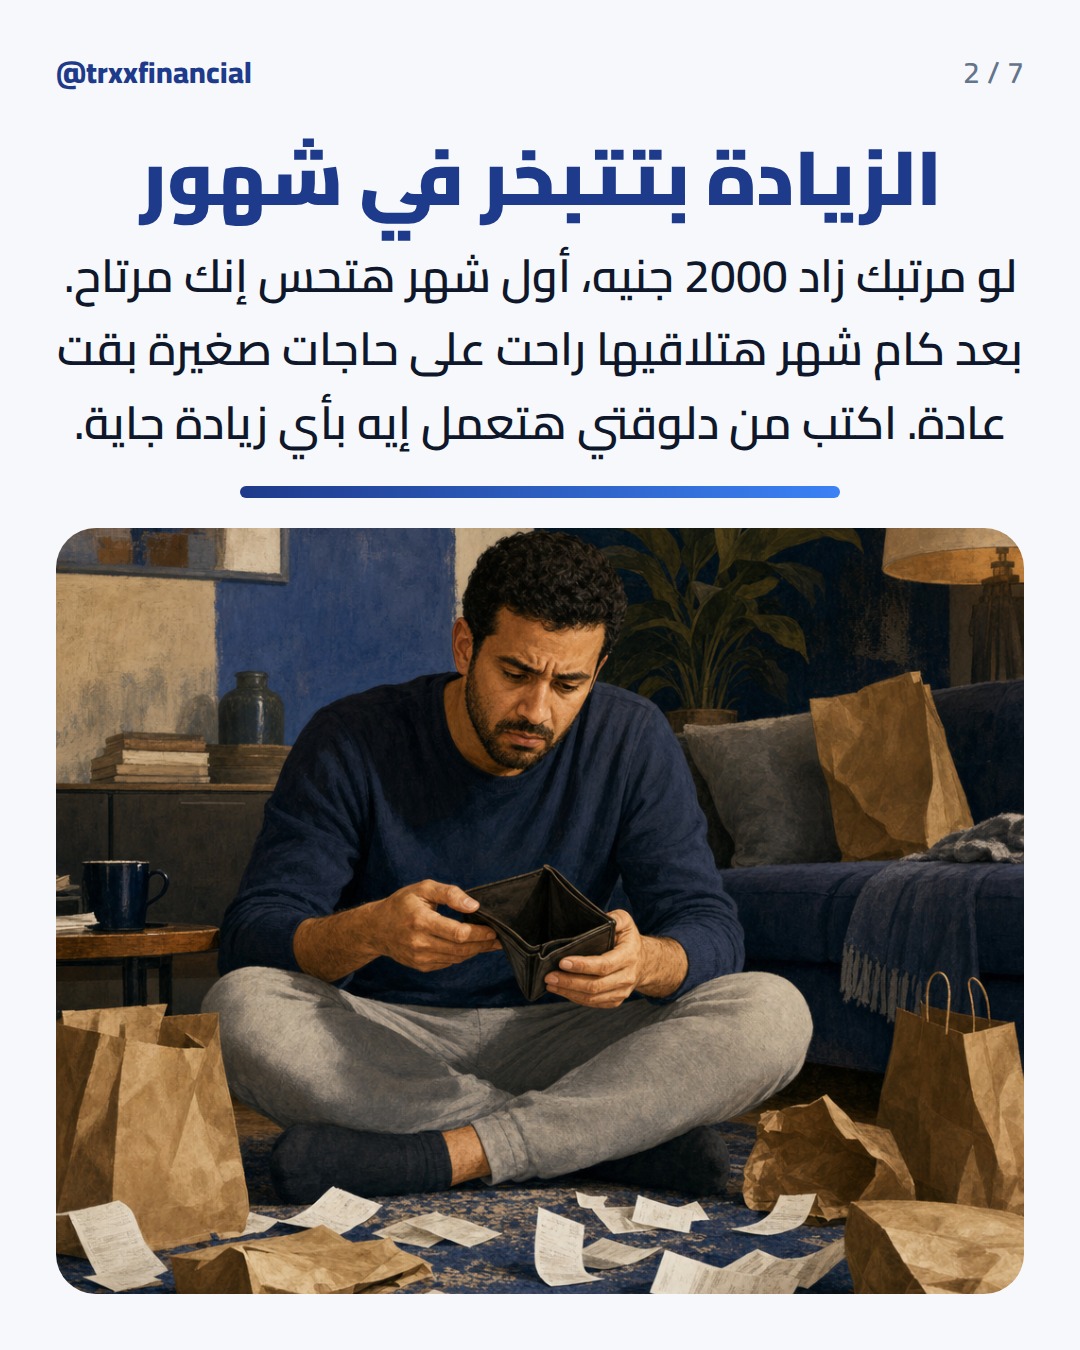 @trxxfinancial
2 / 7
الزيادة بتتبخر في شهور
لو مرتبك زاد 2000 جنيه، أول شهر هتحس إنك مرتاح.
بعد كام شهر هتلاقيها راحت على حاجات صغيرة بقت
عادة. اكتب من دلوقتي هتعمل إيه بأي زيادة جاية.